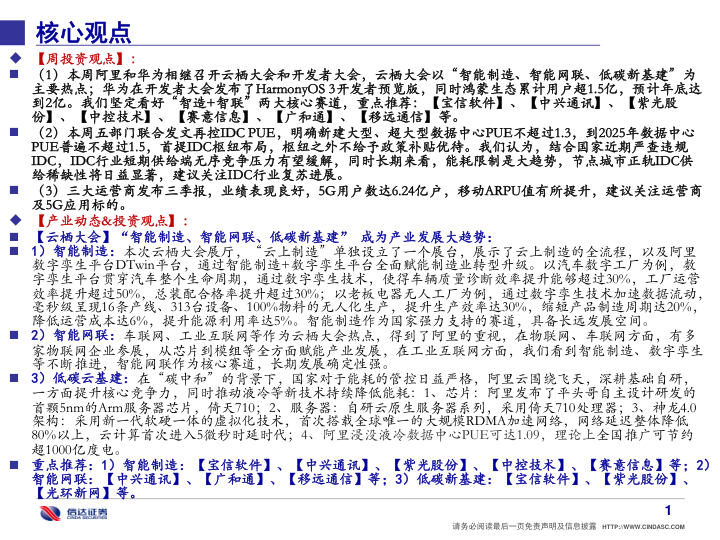 核心观点
【周投资观点】：
（1）本周阿里和华为相继召开云栖大会和开发者大会，云栖大会以“智能制造、智能网联、低碳新基建”为
主要热点；华为在开发者大会发布了HarmonyOS 3开发者预览版，同时鸿蒙生态累计用户超1.5亿，预计年底达
到2亿。我们坚定看好“智造+智联”两大核心赛道，重点推荐：【宝信软件】、【中兴通讯】、【紫光股
份】、【中控技术】、【赛意信息】、【广和通】、【移远通信】等。
（2）本周五部门联合发文再控IDC PUE，明确新建大型、超大型数据中心PUE不超过1.3，到2025年数据中心
PUE普遍不超过1.5，首提IDC枢纽布局，枢纽之外不给予政策补贴优待。我们认为，结合国家近期严查违规
IDC，IDC行业短期供给端无序竞争压力有望缓解，同时长期来看，能耗限制是大趋势，节点城市正轨IDC供
给稀缺性将日益显著，建议关注IDC行业复苏进展。
（3）三大运营商发布三季报，业绩表现良好，5G用户数达6.24亿户，移动ARPU值有所提升，建议关注运营商
及5G应用标的。
【产业动态&投资观点】：
【云栖大会】“智能制造、智能网联、低碳新基建” 成为产业发展大趋势：
1）智能制造：本次云栖大会展厅，“云上制造”单独设立了一个展台，展示了云上制造的全流程，以及阿里
数字孪生平台DTwin平台，通过智能制造+数字孪生平台全面赋能制造业转型升级。以汽车数字工厂为例，数
字孪生平台贯穿汽车整个生命周期，通过数字孪生技术，使得车辆质量诊断效率提升能够超过30%，工厂运营
效率提升超过50%，总装配合格率提升超过30%；以老板电器无人工厂为例，通过数字孪生技术加速数据流动，
毫秒级呈现16条产线、313台设备、100%物料的无人化生产，提升生产效率达30%，缩短产品制造周期达20%，
降低运营成本达6%，提升能源利用率达5%。智能制造作为国家强力支持的赛道，具备长远发展空间。
2）智能网联：车联网、工业互联网等作为云栖大会热点，得到了阿里的重视，在物联网、车联网方面，有多
家物联网企业参展，从芯片到模组等全方面赋能产业发展，在工业互联网方面，我们看到智能制造、数字孪生
等不断推进，智能网联作为核心赛道，长期发展确定性强。
3）低碳云基建：在“碳中和”的背景下，国家对于能耗的管控日益严格，阿里云围绕飞天，深耕基础自研，
一方面提升核心竞争力，同时推动液冷等新技术持续降低能耗：1、芯片：阿里发布了平头哥自主设计研发的
首颗5nm的Arm服务器芯片，倚天710；2、服务器：自研云原生服务器系列，采用倚天710处理器；3、神龙4.0
架构：采用新一代软硬一体的虚拟化技术，首次搭载全球唯一的大规模RDMA加速网络，网络延迟整体降低
80%以上，云计算首次进入5微秒时延时代；4、阿里浸没液冷数据中心PUE可达1.09，理论上全国推广可节约
超1000亿度电。
重点推荐：1）智能制造：【宝信软件】、【中兴通讯】、【紫光股份】、【中控技术】、【赛意信息】等；2）
智能网联：【中兴通讯】、【广和通】、【移远通信】等；3）低碳新基建：【宝信软件】、【紫光股份】、
【光环新网】等。
信达证券
CINDA SECURITIES
1
请务必阅读最后一页免责声明及信息披露 HTTP://WWW.CINDASC.COM